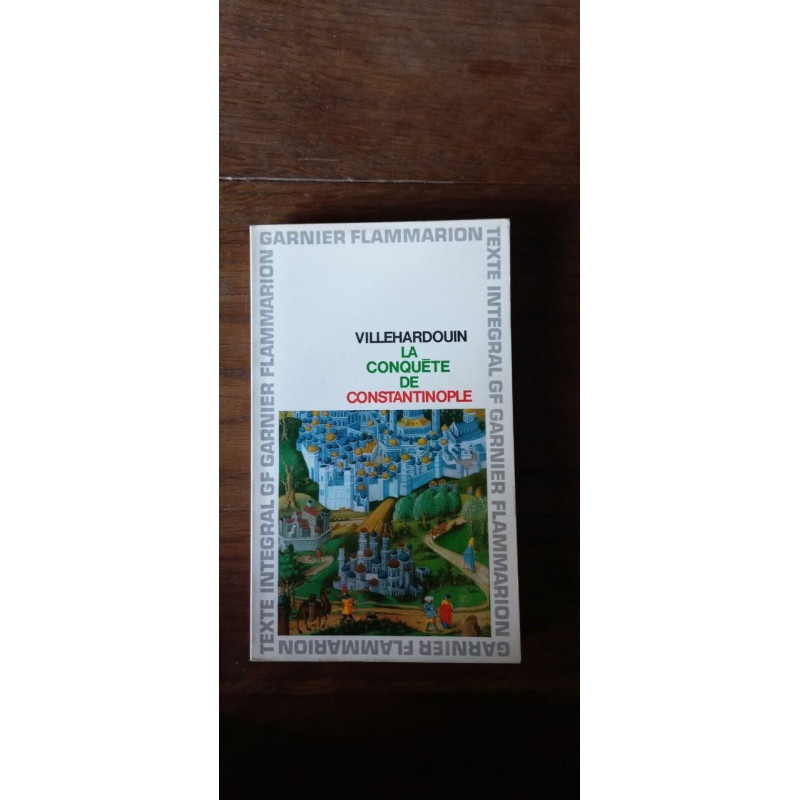 GARNIER FLAMMARION
TEXTE INTEGRAL GF GARNIER FLAMMARION
VILLEHARDOUIN
LA
CONQUÊTE
DE
CONSTANTINOPLE
TEXTE INTEGRAL GF GARNIER FLAMMARION
GARNIER FLAMMARION